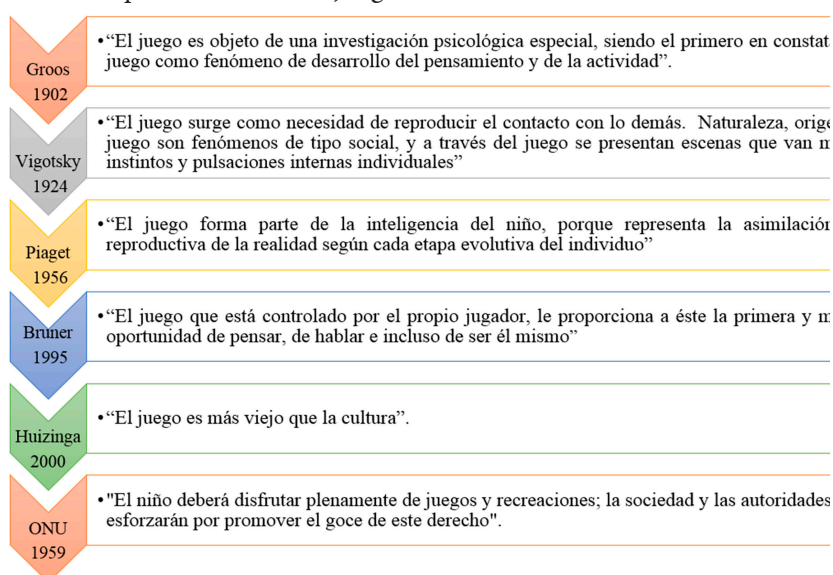 Groos
1902
•“El juego es objeto de una investigación psicológica especial, siendo el primero en
juego como fenómeno de desarrollo del pensamiento y de la actividad”.
Vigotsky
1924
•“El juego surge como necesidad de reproducir el contacto con lo demás. Naturaleza,
juego son fenómenos de tipo social, y a través del juego se presentan escenas que van
instintos y pulsaciones internas individuales”
Piaget
1956
•“El juego forma parte de la inteligencia del niño, porque representa la asimilación
reproductiva de la realidad según cada etapa evolutiva del individuo”
Bruner
1995
•“El juego que está controlado por el propio jugador, le proporciona a éste la primera y
oportunidad de pensar, de hablar e incluso de ser él mismo”
Huizinga
2000
•“El juego es más viejo que la cultura”.
ONU
1959
•"El niño deberá disfrutar plenamente de juegos y recreaciones; la sociedad y las autoridades
esforzarán por promover el goce de este derecho".